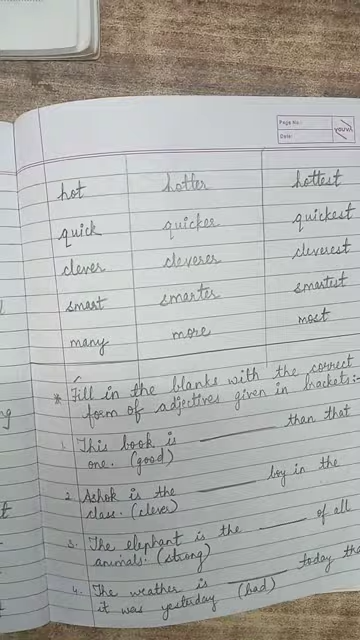 Page No.:
Date:
YOUVA
hot hotter hottest
quick quicker quickest
clever cleverer cleverest
smart smarter smartest
many more most
* Fill in the blanks with the correct
form of adjectives given in brackets:-
1. This book is ________ than that
one. (good)
2. Ashok is the ________ boy in the
class. (clever)
3. The elephant is the ________ of all
animals. (strong)
4. The weather is ________ today tha
it was yesterday (bad)